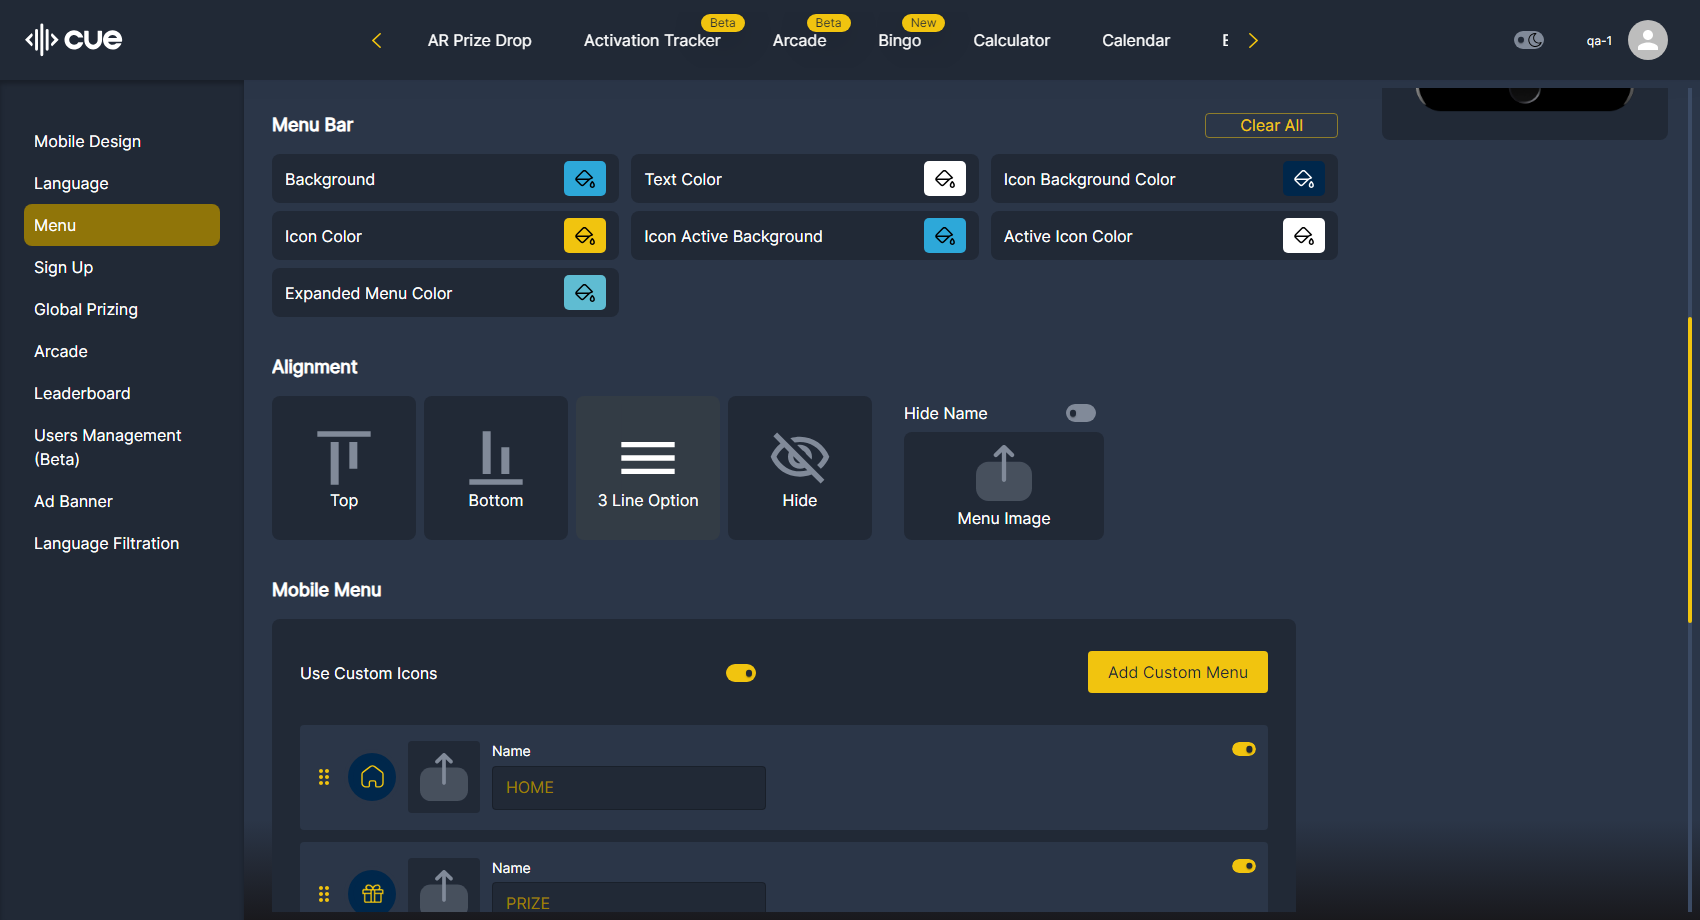 cue
AR Prize Drop
Activation Tracker
Beta
Arcade
Beta
Bingo
New
Calculator
Calendar
qa-1
Mobile Design
Language
Menu
Sign Up
Global Prizing
Arcade
Leaderboard
Users Management
(Beta)
Ad Banner
Language Filtration
Menu Bar
Clear All
Background
Text Color
Icon Background Color
Icon Color
Icon Active Background
Active Icon Color
Expanded Menu Color
Alignment
Top
Bottom
3 Line Option
Hide
Hide Name
Menu Image
Mobile Menu
Use Custom Icons
Add Custom Menu
Name
HOME
Name
PRIZE